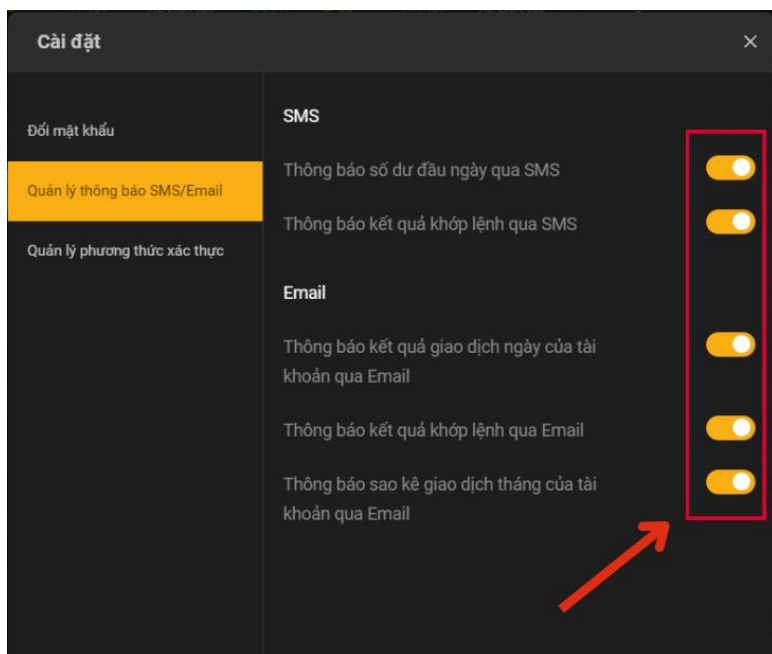 Cài đặt
Đổi mật khẩu
Quản lý thông báo SMS/Email
Quản lý phương thức xác thực
SMS
Thông báo số dư đầu ngày qua SMS
Thông báo kết quả khớp lệnh qua SMS
Email
Thông báo kết quả giao dịch ngày của tài
khoản qua Email
Thông báo kết quả khớp lệnh qua Email
Thông báo sao kê giao dịch tháng của tài
khoản qua Email